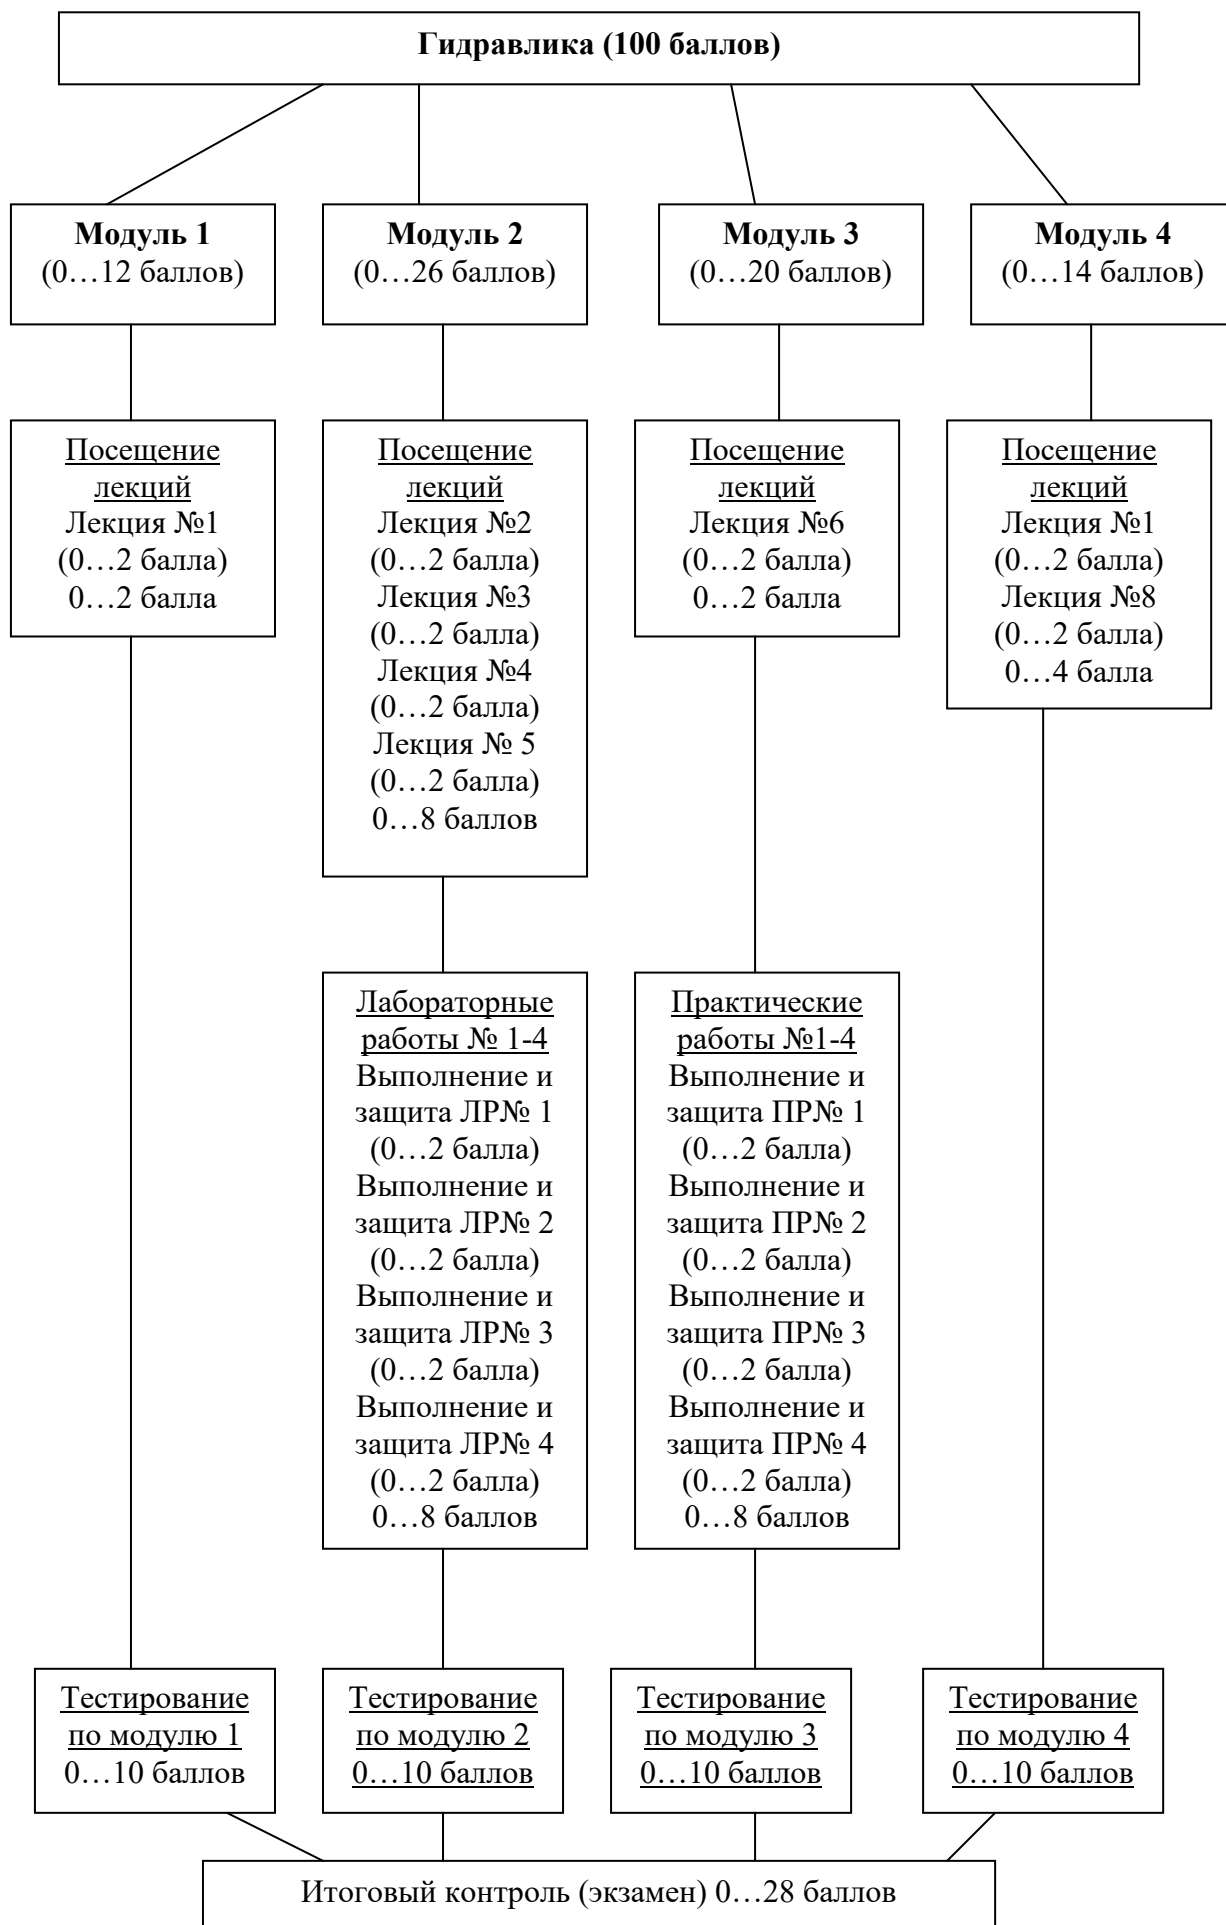 Гидравлика (100 баллов)
Модуль 1
(0…12 баллов)
Модуль 2
(0…26 баллов)
Модуль 3
(0…20 баллов)
Модуль 4
(0…14 баллов)
Посещение
лекций
Лекция №1
(0…2 балла)
0…2 балла
Посещение
лекций
Лекция №2
(0…2 балла)
Лекция №3
(0…2 балла)
Лекция №4
(0…2 балла)
Лекция № 5
(0…2 балла)
0…8 баллов
Посещение
лекций
Лекция №6
(0…2 балла)
0…2 балла
Посещение
лекций
Лекция №1
(0…2 балла)
Лекция №8
(0…2 балла)
0…4 балла
Лабораторные
работы № 1-4
Выполнение и
защита ЛР№ 1
(0…2 балла)
Выполнение и
защита ЛР№ 2
(0…2 балла)
Выполнение и
защита ЛР№ 3
(0…2 балла)
Выполнение и
защита ЛР№ 4
(0…2 балла)
0…8 баллов
Практические
работы №1-4
Выполнение и
защита ПР№ 1
(0…2 балла)
Выполнение и
защита ПР№ 2
(0…2 балла)
Выполнение и
защита ПР№ 3
(0…2 балла)
Выполнение и
защита ПР№ 4
(0…2 балла)
0…8 баллов
Тестирование
по модулю 1
0…10 баллов
Тестирование
по модулю 2
0…10 баллов
Тестирование
по модулю 3
0…10 баллов
Тестирование
по модулю 4
0…10 баллов
Итоговый контроль (экзамен) 0…28 баллов